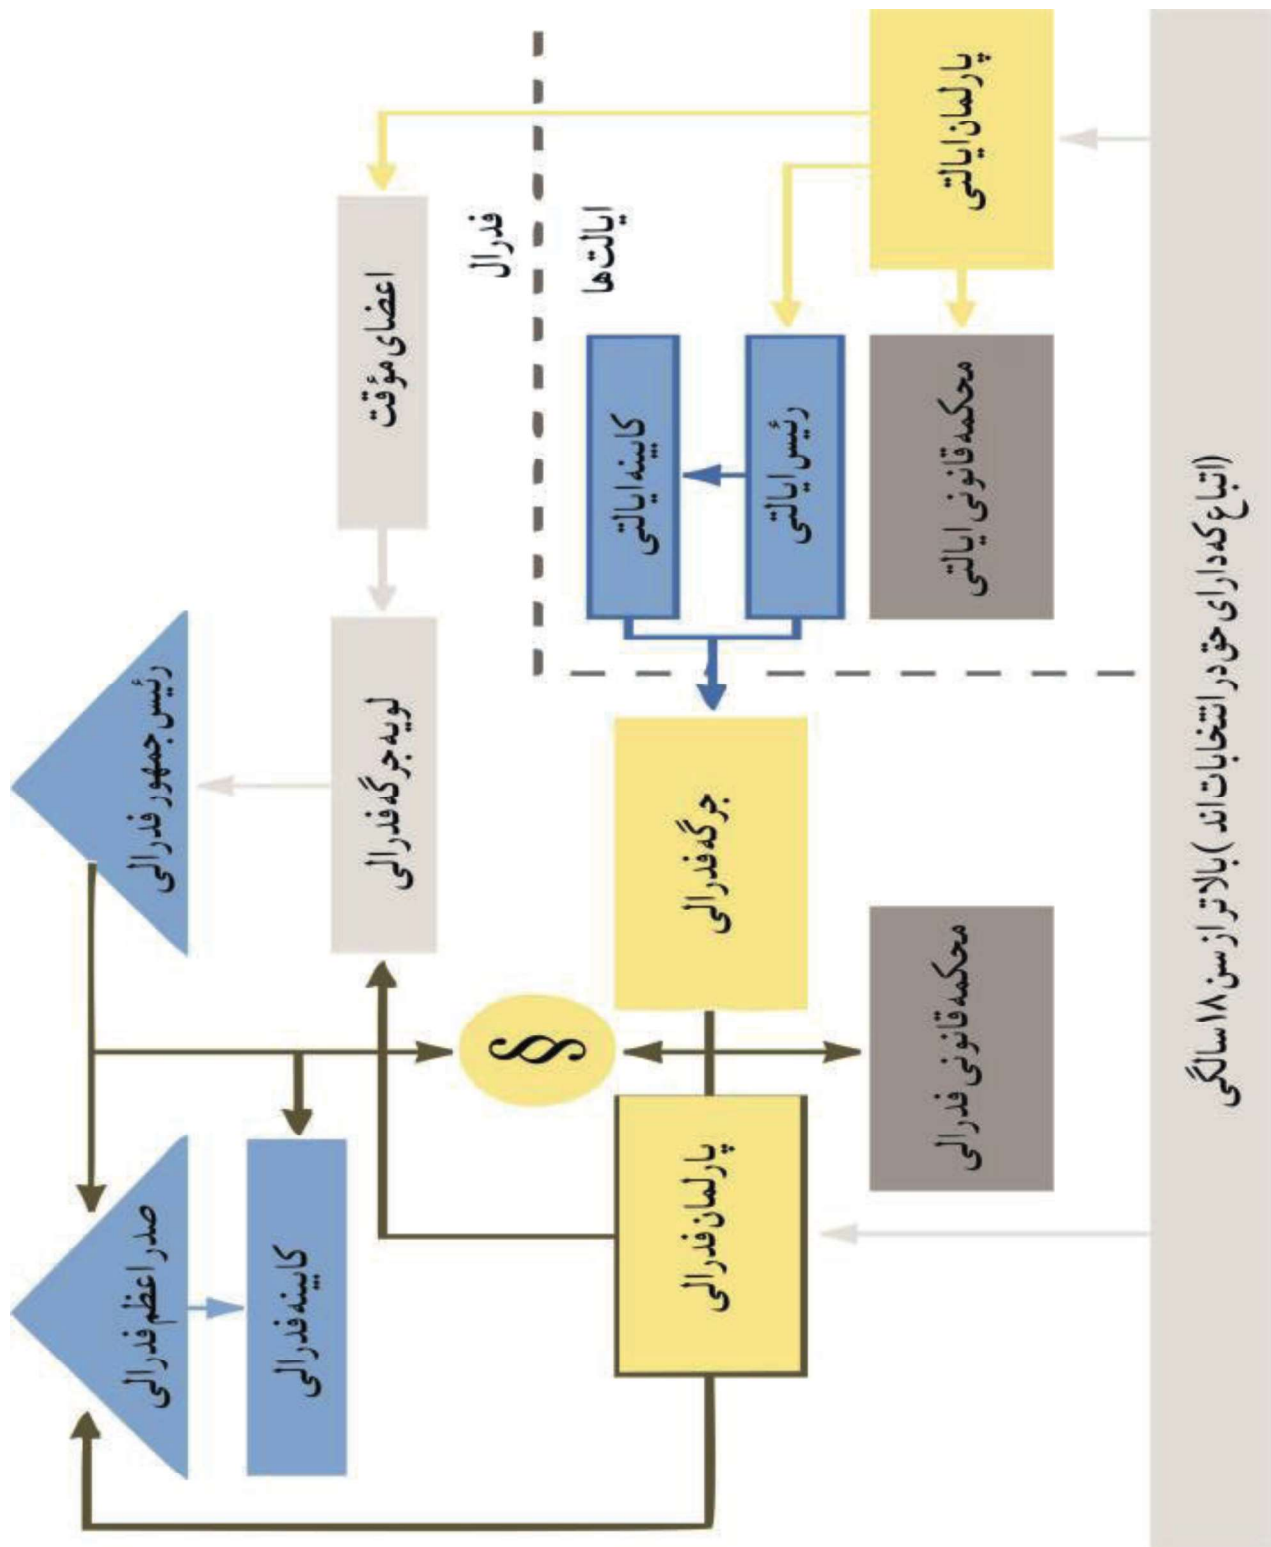 پارلمان ایالتی
فدرال
ایالت‌ها
اعضای مؤقت
کابینه ایالتی
رئیس ایالتی
محکمه قانونی ایالتی
رئیس جمهور فدرالی
لویه جرگه فدرالی
جرگه فدرالی
محکمه قانونی فدرالی
§
صدر اعظم فدرالی
کابینه فدرالی
پارلمان فدرالی
(اتباع که دارای حق در انتخابات اند )بالا تر از سن ۱۸ سالگی